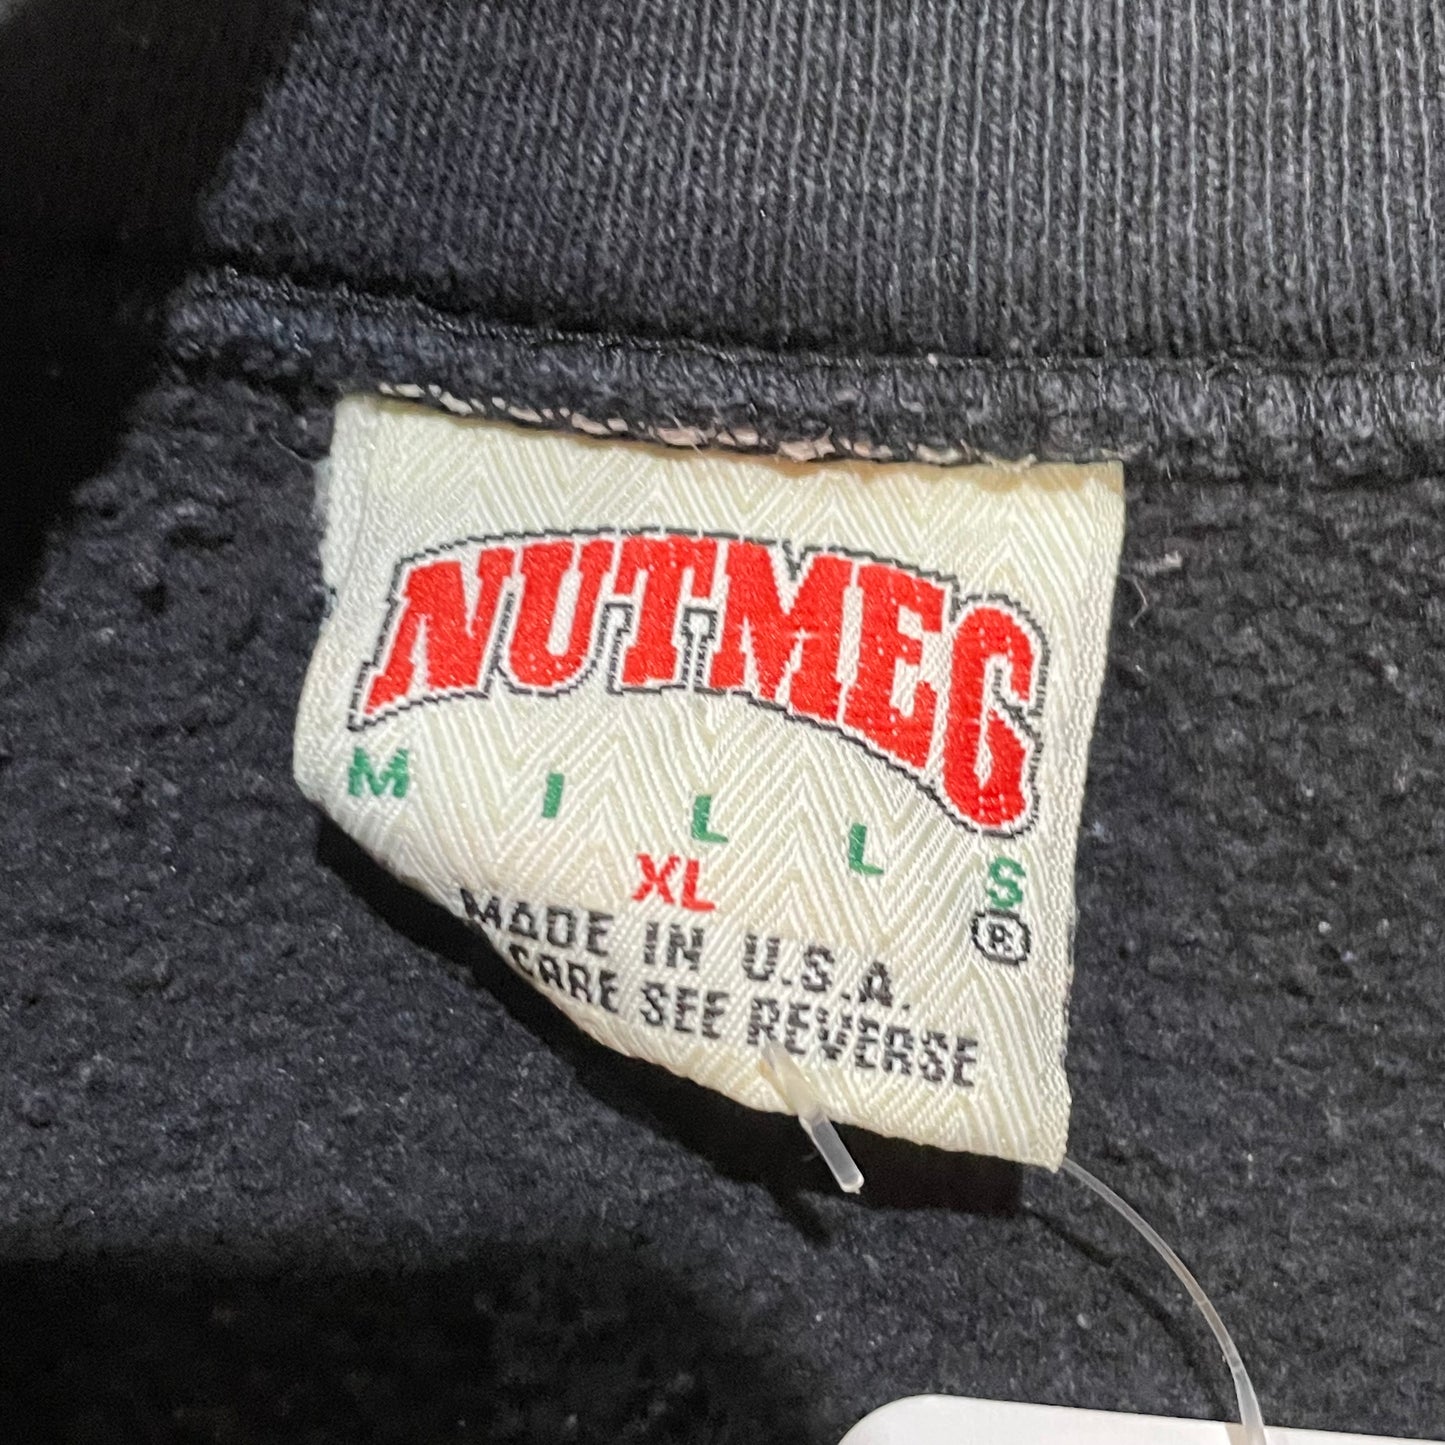 NUTMEG
MILLS
®
XL
MADE IN U.S.A.
CARE SEE REVERSE